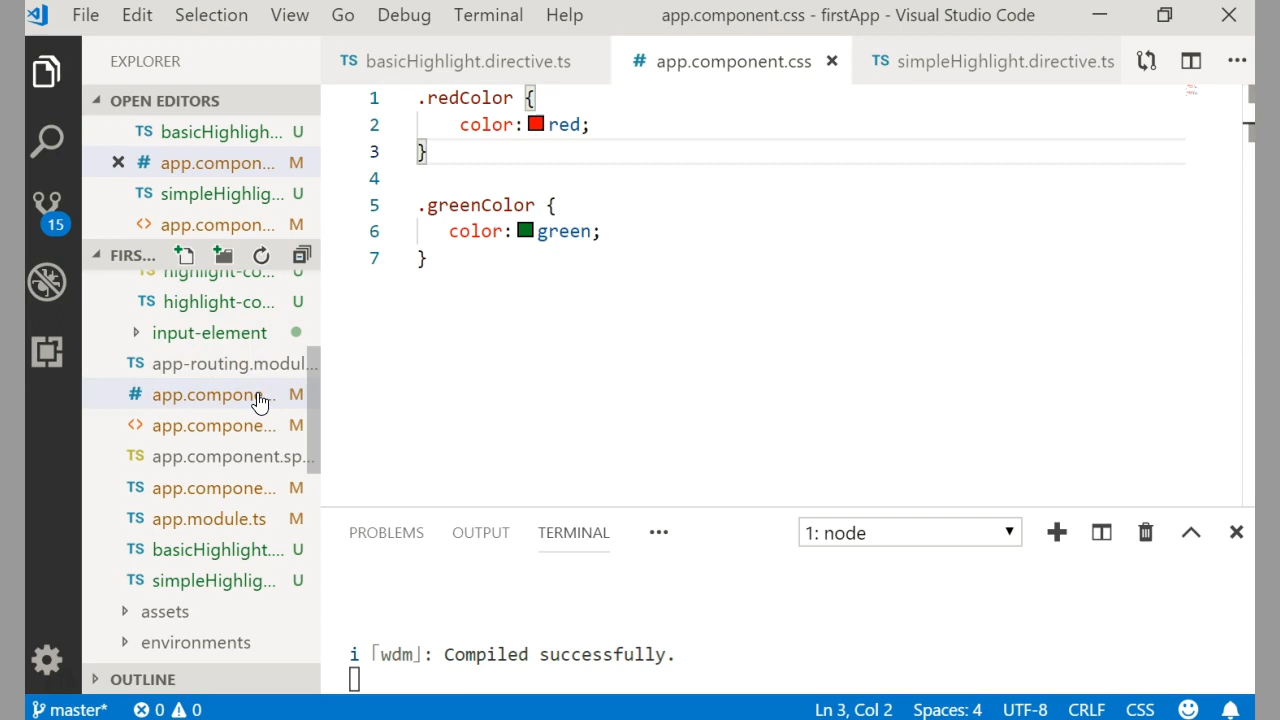 File Edit Selection View Go Debug Terminal Help app.component.css - firstApp - Visual Studio Code
EXPLORER
TS basicHighlight.directive.ts
# app.component.css
TS simpleHighlight.directive.ts
OPEN EDITORS
TS basicHighligh... U
# app.compon... M
TS simpleHighlig... U
<> app.compon... M
15
FIRS...
TS highlight-co... U
TS highlight-co... U
input-element
TS app-routing.modul...
# app.compone... M
<> app.compone... M
TS app.component.sp...
TS app.compone... M
TS app.module.ts M
TS basicHighlight.... U
TS simpleHighlig... U
assets
environments
OUTLINE
1 .redColor {
2 color: red;
3 }
4
5 .greenColor {
6 color: green;
7 }
PROBLEMS OUTPUT TERMINAL ••• 1: node
i ｢wdm｣: Compiled successfully.
master* 0 0 Ln 3, Col 2 Spaces: 4 UTF-8 CRLF CSS